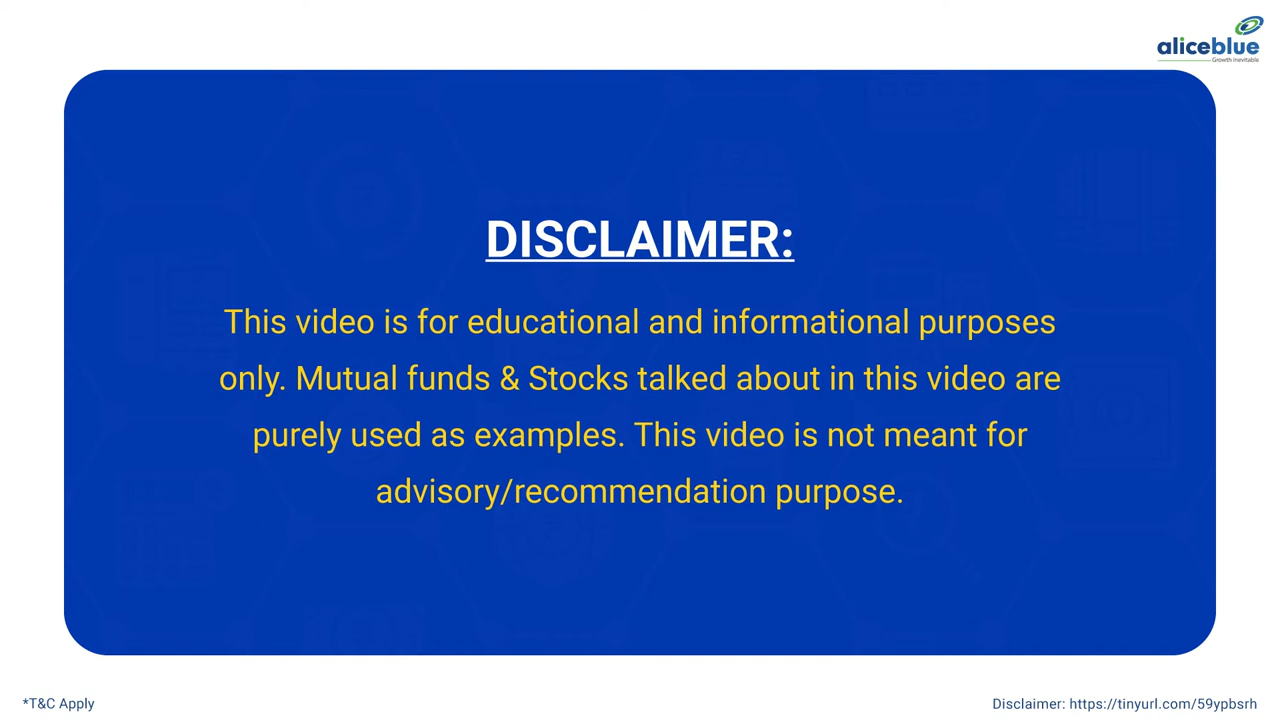 aliceblue
Growth inevitable
DISCLAIMER:
This video is for educational and informational purposes
only. Mutual funds & Stocks talked about in this video are
purely used as examples. This video is not meant for
advisory/recommendation purpose.
*T&C Apply
Disclaimer: https://tinyurl.com/59ypbsrh